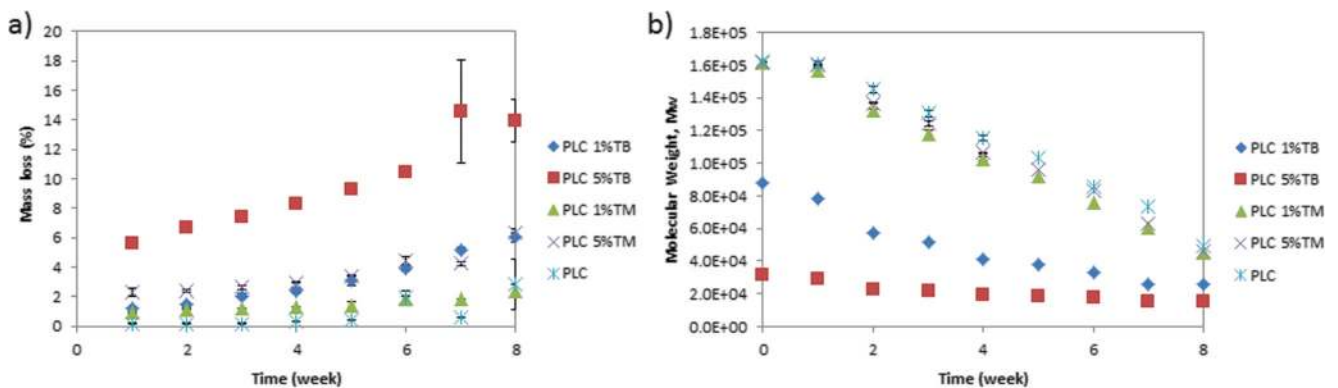 a)
Mass loss (%)
20
18
16
14
12
10
8
6
4
2
0
0 2 4 6 8
Time (week)
PLC 1%TB
PLC 5%TB
PLC 1%TM
PLC 5%TM
PLC
b)
Molecular Weight, Mw
1.8E+05
1.6E+05
1.4E+05
1.2E+05
1.0E+05
8.0E+04
6.0E+04
4.0E+04
2.0E+04
0.0E+00
0 2 4 6 8
Time (week)
PLC 1%TB
PLC 5%TB
PLC 1%TM
PLC 5%TM
PLC